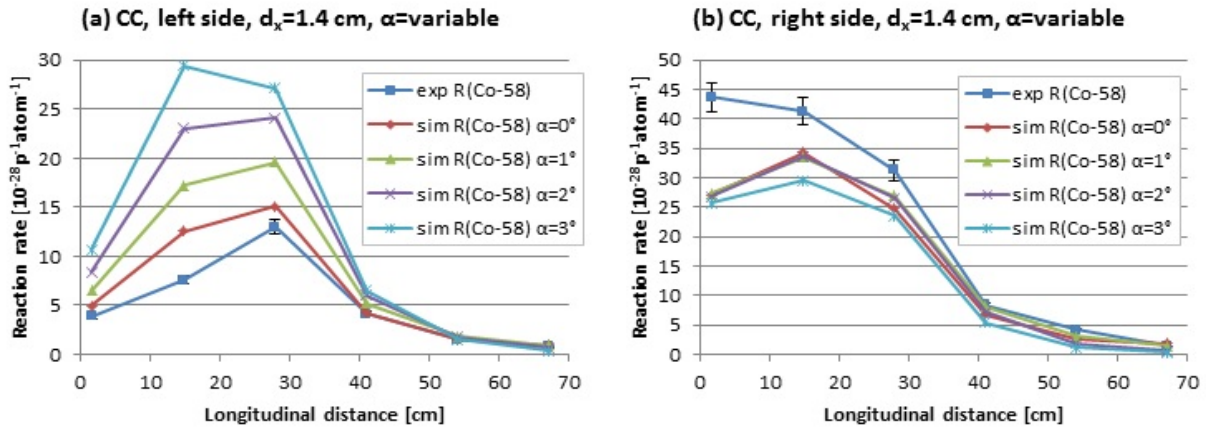 (a) CC, left side, dₓ=1.4 cm, α=variable
Reaction rate [10⁻²⁸p⁻¹atom⁻¹]
30
25
20
15
10
5
0
0 10 20 30 40 50 60 70
Longitudinal distance [cm]
exp R(Co-58)
sim R(Co-58) α=0°
sim R(Co-58) α=1°
sim R(Co-58) α=2°
sim R(Co-58) α=3°
(b) CC, right side, dₓ=1.4 cm, α=variable
Reaction rate [10⁻²⁸p⁻¹atom⁻¹]
50
45
40
35
30
25
20
15
10
5
0
0 10 20 30 40 50 60 70
Longitudinal distance [cm]
exp R(Co-58)
sim R(Co-58) α=0°
sim R(Co-58) α=1°
sim R(Co-58) α=2°
sim R(Co-58) α=3°